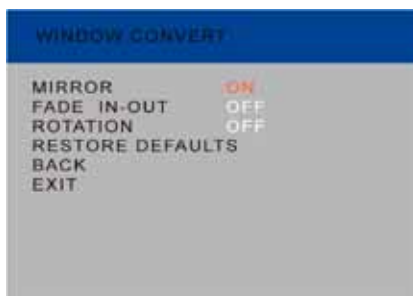 WINDOW CONVERT
MIRROR ON
FADE IN-OUT OFF
ROTATION OFF
RESTORE DEFAULTS
BACK
EXIT